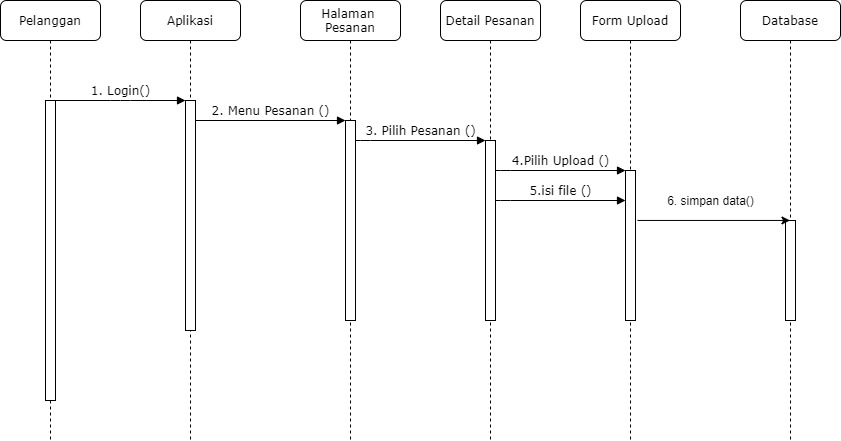 Pelanggan
Aplikasi
Halaman
Pesanan
Detail Pesanan
Form Upload
Database
1. Login()
2. Menu Pesanan ()
3. Pilih Pesanan ()
4.Pilih Upload ()
5.isi file ()
6. simpan data()